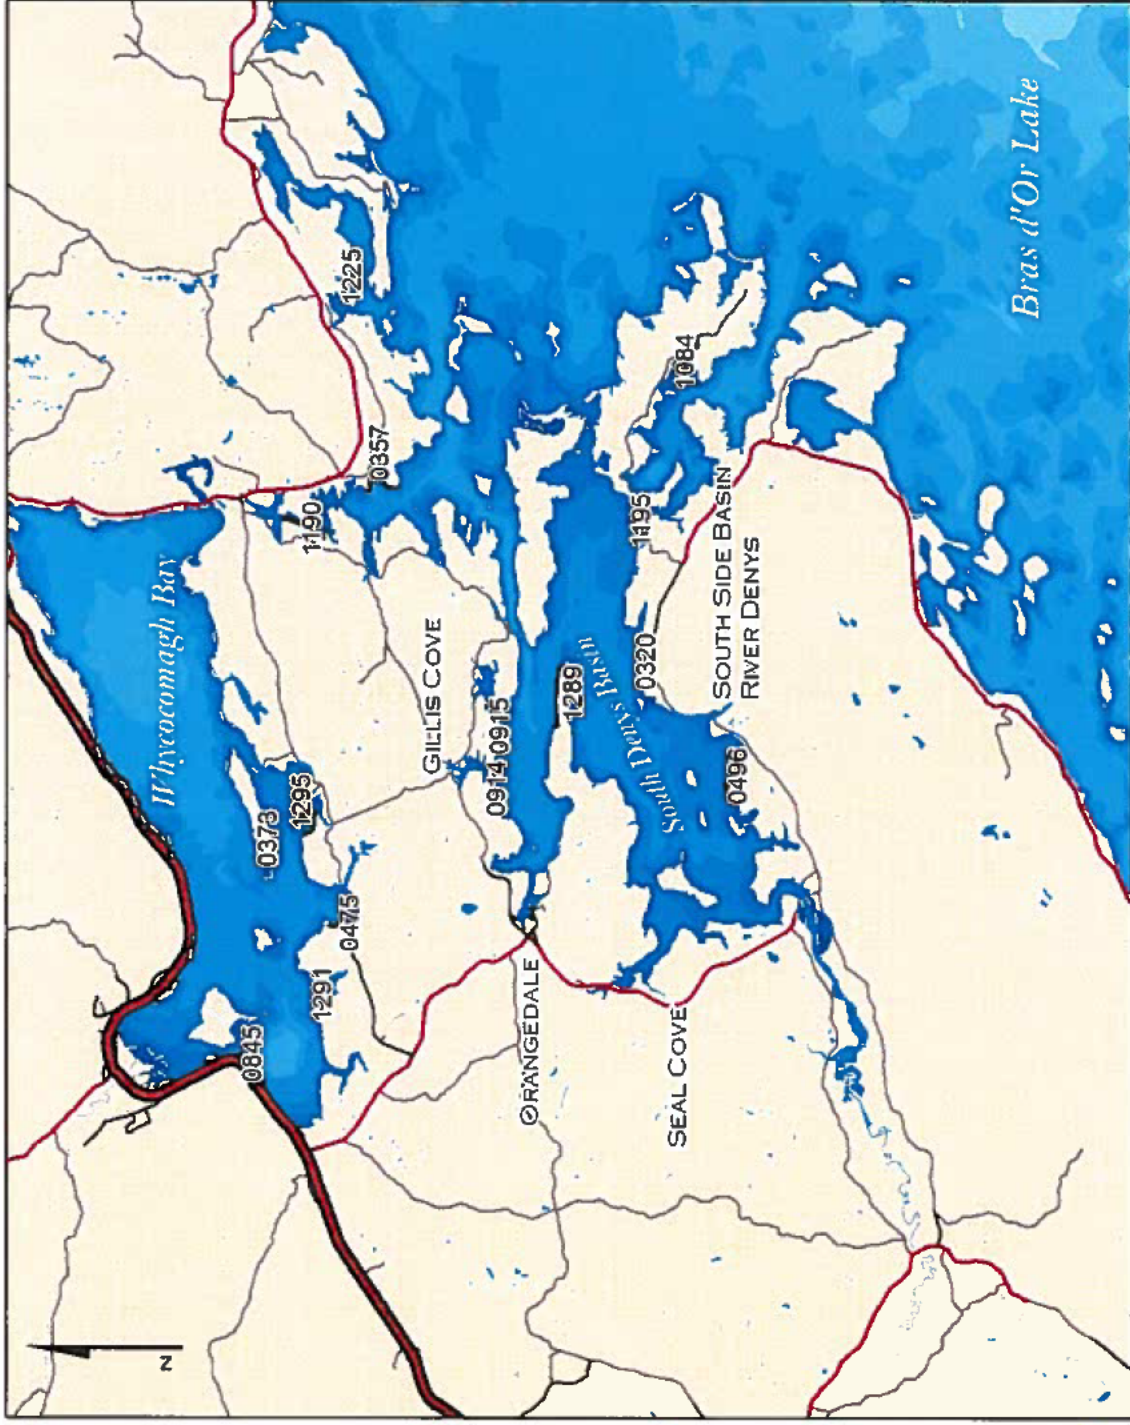 N
Whycocomagh Bay
0845
1291
0475
0373
1295
1190
0357
1225
GILLIS COVE
ORANGEDALE
0914 0915
1289
South Denys Basin
SEAL COVE
0320
1195
1084
0496
SOUTH SIDE BASIN
RIVER DENYS
Bras d'Or Lake